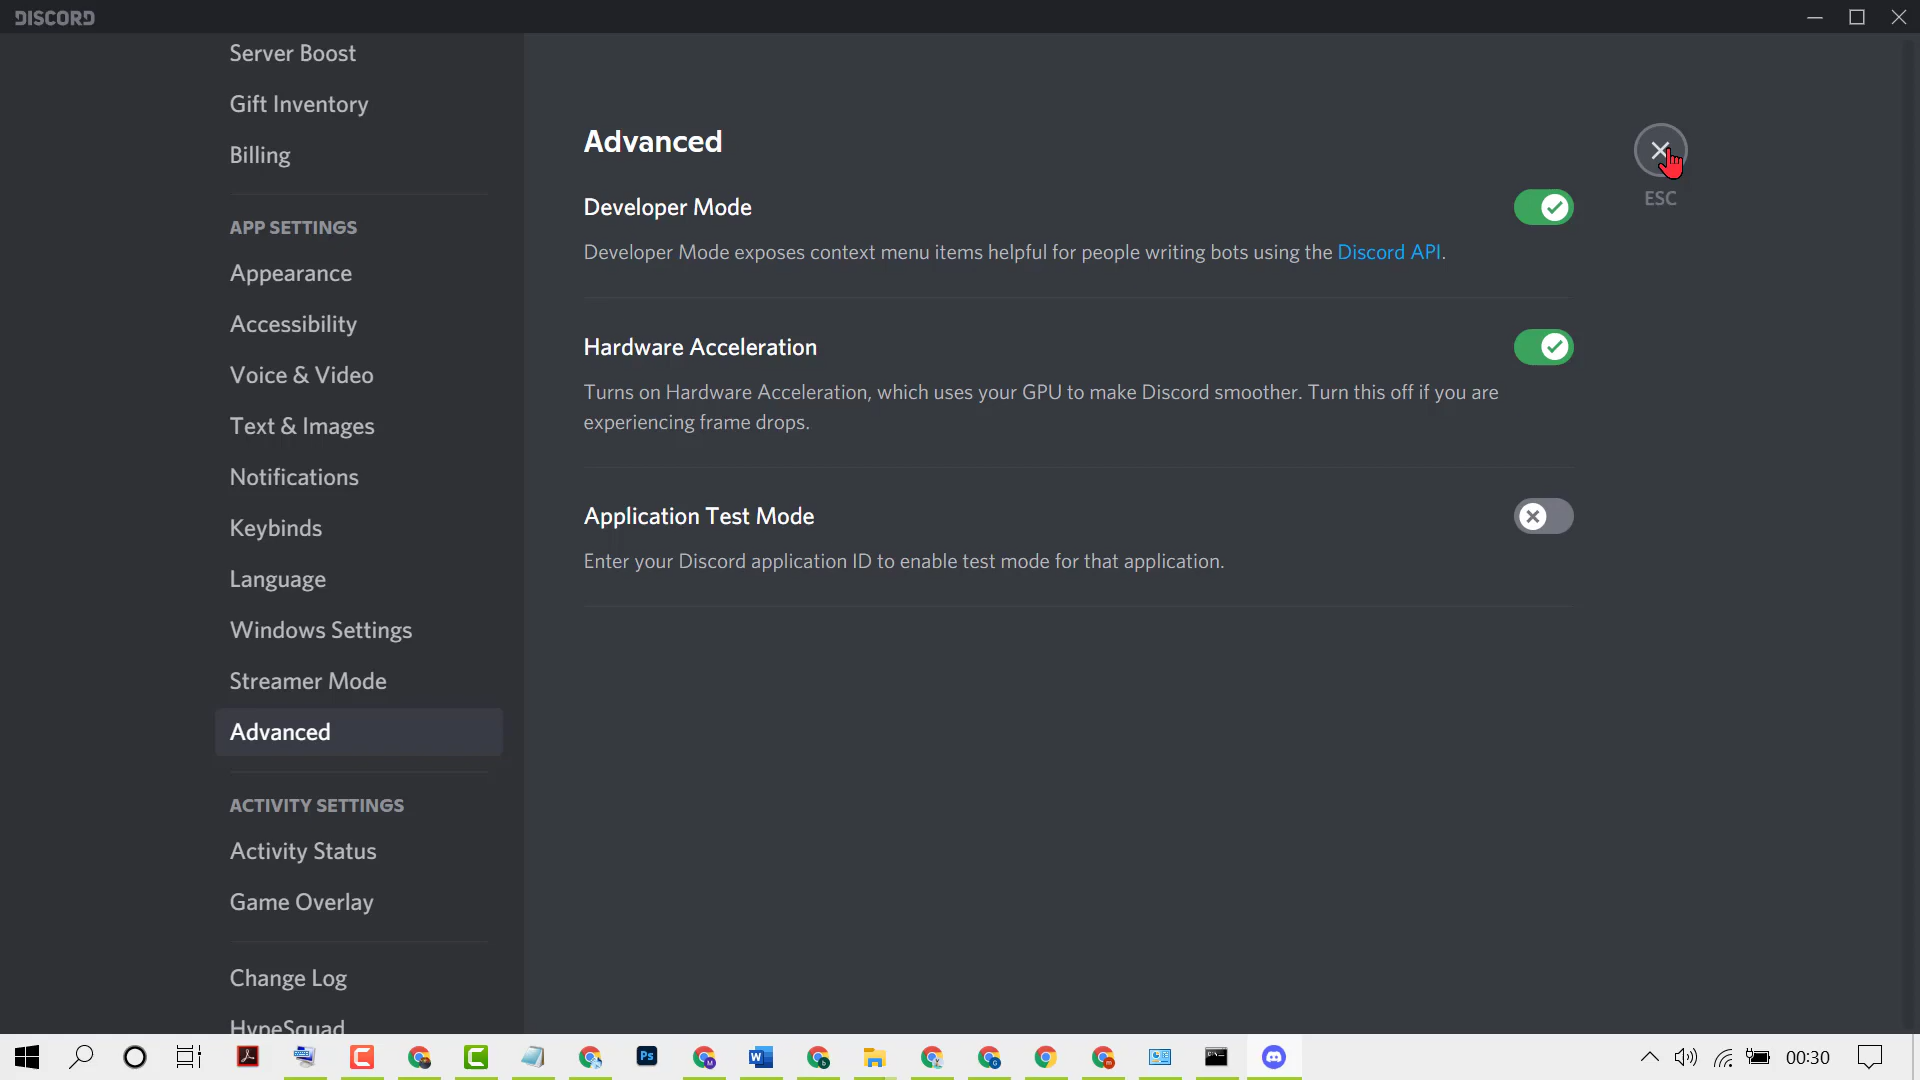 DISCORD
Server Boost
Gift Inventory
Billing
APP SETTINGS
Appearance
Accessibility
Voice & Video
Text & Images
Notifications
Keybinds
Language
Windows Settings
Streamer Mode
Advanced
ACTIVITY SETTINGS
Activity Status
Game Overlay
Change Log
HypeSquad
Advanced
ESC
Developer Mode
Developer Mode exposes context menu items helpful for people writing bots using the Discord API.
Hardware Acceleration
Turns on Hardware Acceleration, which uses your GPU to make Discord smoother. Turn this off if you are
experiencing frame drops.
Application Test Mode
Enter your Discord application ID to enable test mode for that application.
Ps
00:30